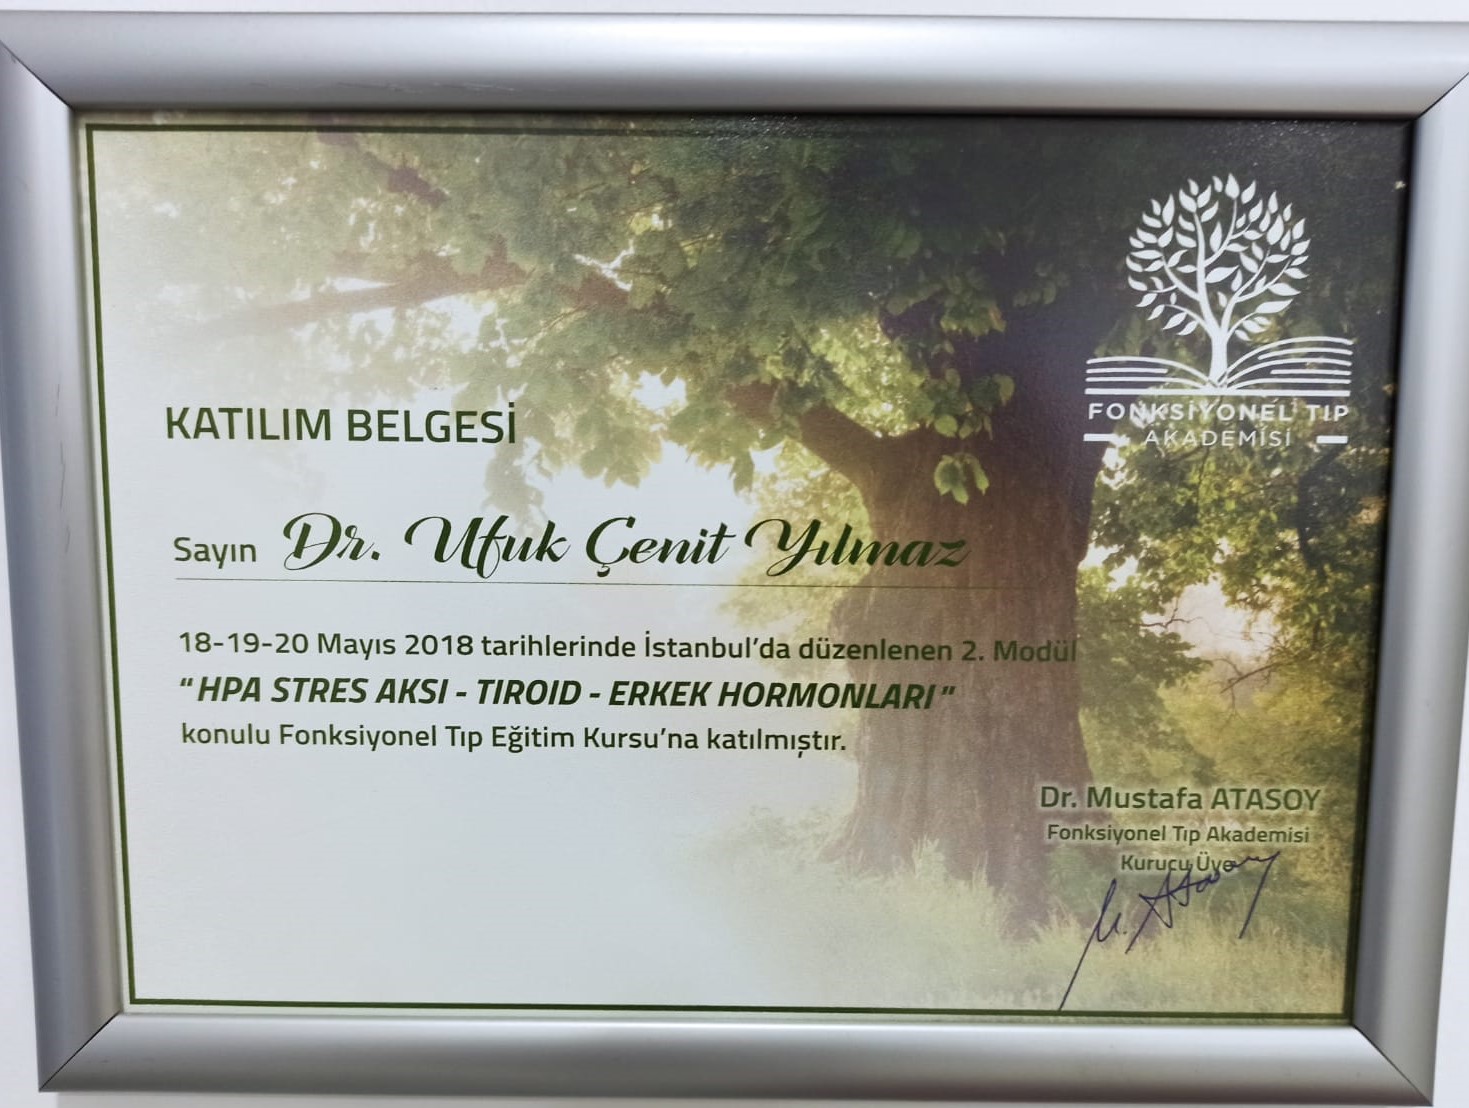 FONKSİYONEL TIP
AKADEMİSİ
KATILIM BELGESİ
Sayın Dr. Ufuk Çenit Yılmaz
18-19-20 Mayıs 2018 tarihlerinde İstanbul'da düzenlenen 2. Modül
"HPA STRES AKSI - TIROID - ERKEK HORMONLARI"
konulu Fonksiyonel Tıp Eğitim Kursu'na katılmıştır.
Dr. Mustafa ATASOY
Fonksiyonel Tıp Akademisi
Kurucu Üye
M. Atasoy